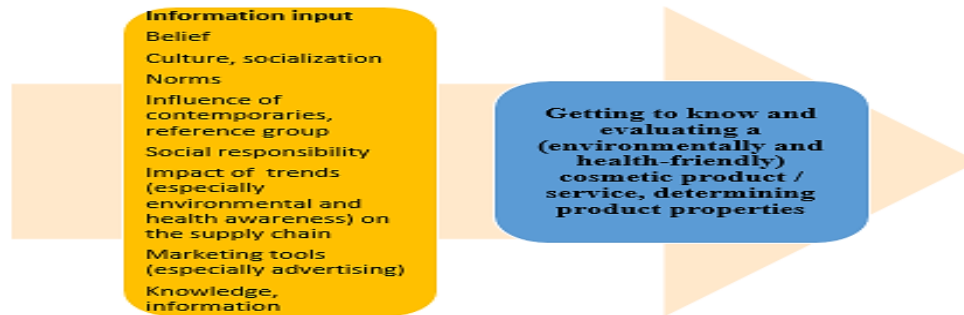 Information input
Belief
Culture, socialization
Norms
Influence of
contemporaries,
reference group
Social responsibility
Impact of trends
(especially
environmental and
health awareness) on
the supply chain
Marketing tools
(especially advertising)
Knowledge,
information
Getting to know and
evaluating a
(environmentally and
health-friendly)
cosmetic product /
service, determining
product properties